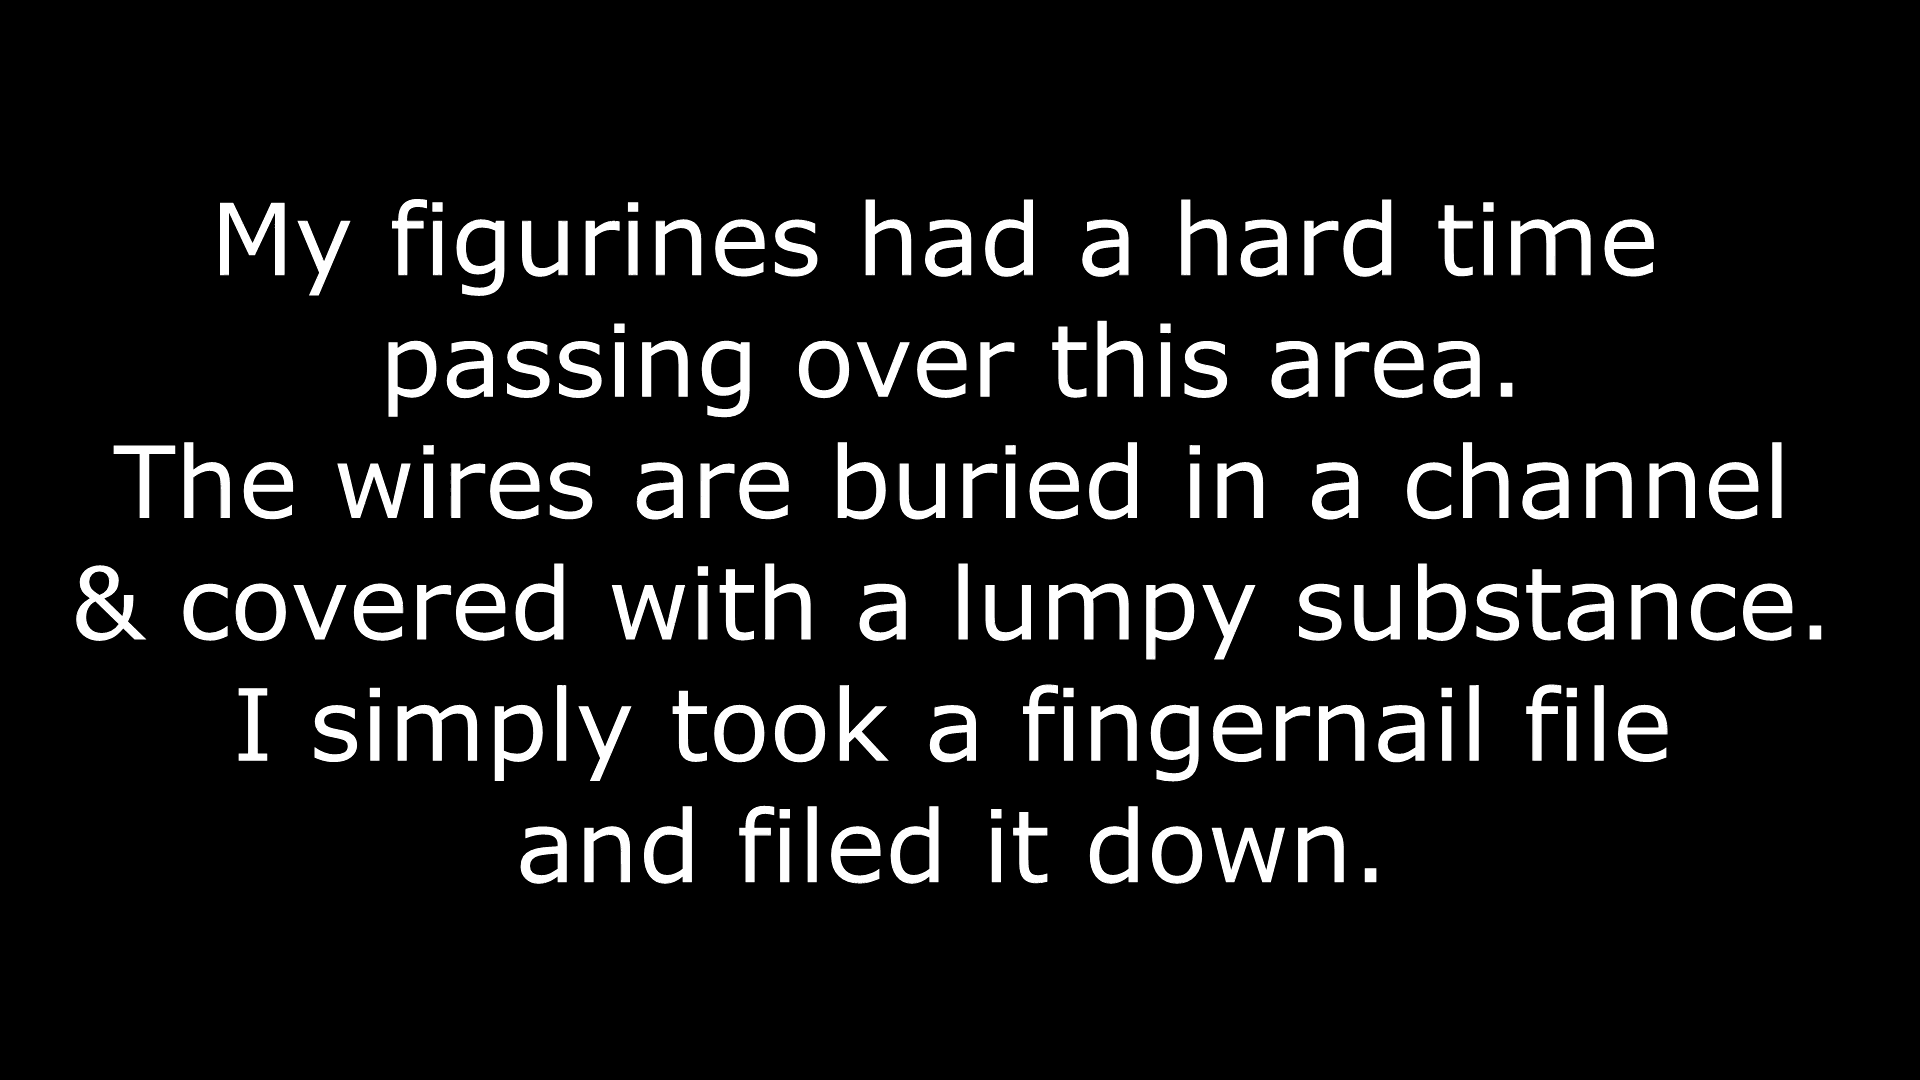 My figurines had a hard time
passing over this area.
The wires are buried in a channel
& covered with a lumpy substance.
I simply took a fingernail file
and filed it down.